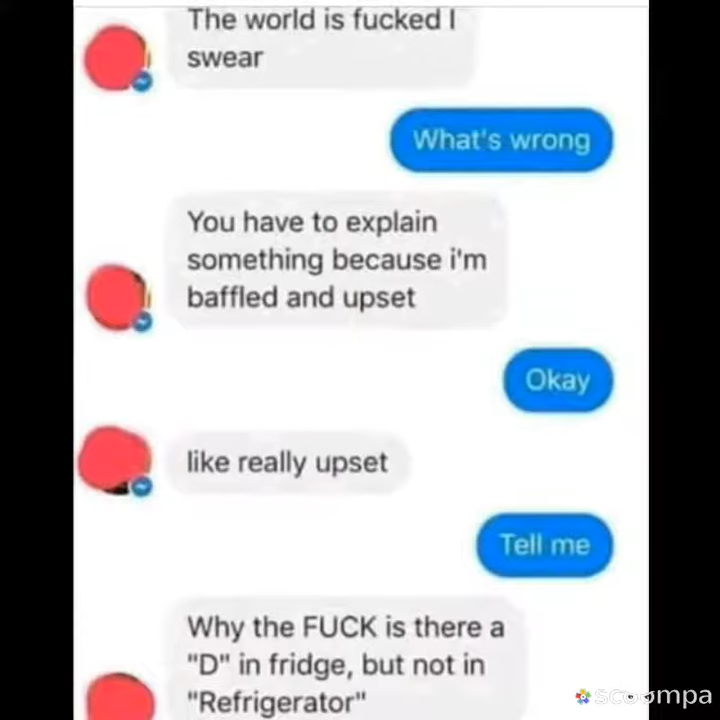 The world is fucked I
swear
What's wrong
You have to explain
something because i'm
baffled and upset
Okay
like really upset
Tell me
Why the FUCK is there a
"D" in fridge, but not in
"Refrigerator"
scoompa